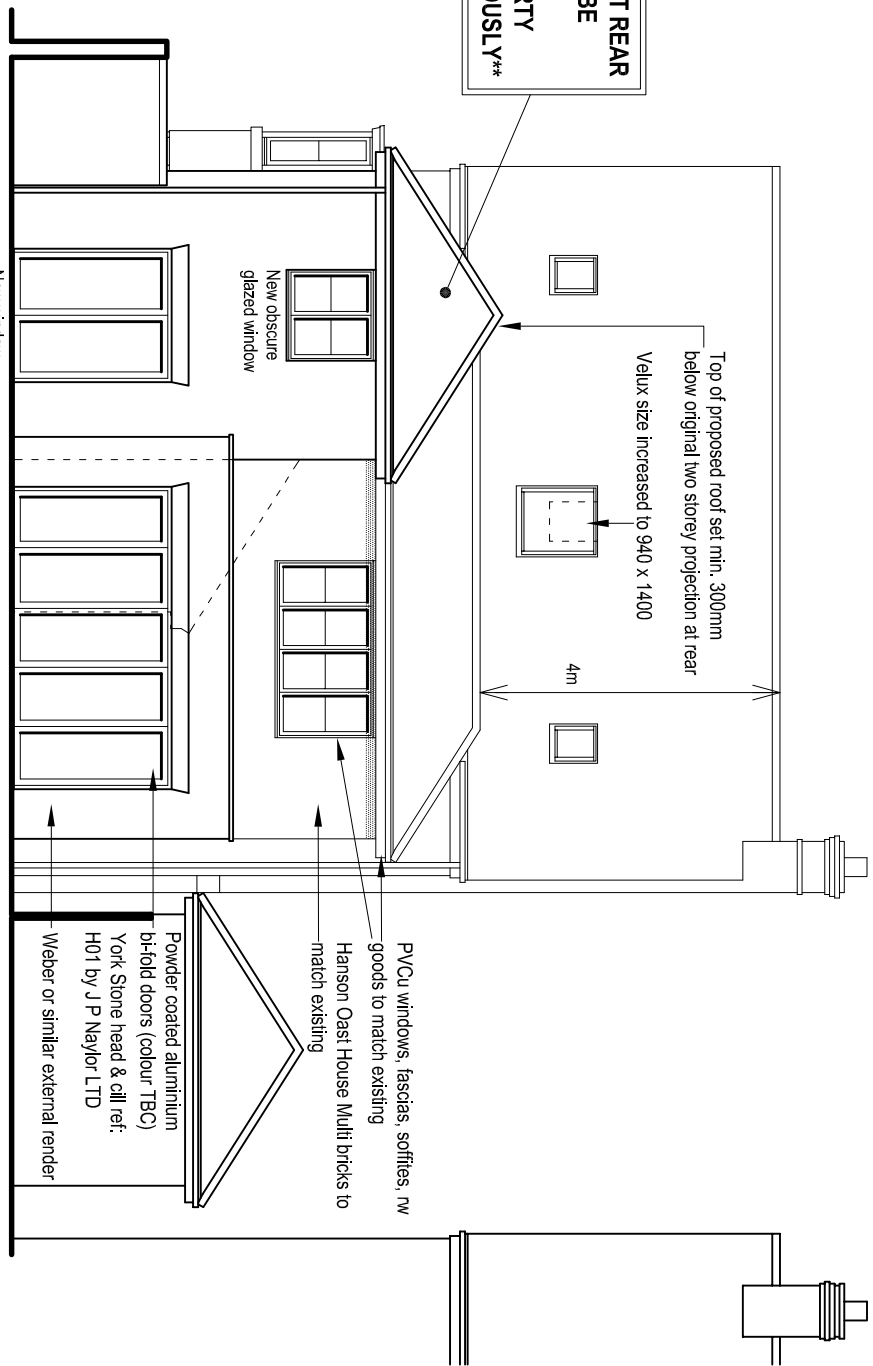 T REAR
BE
RTY
OUSLY**
Top of proposed roof set min. 300mm
below original two storey projection at rear
Velux size increased to 940 x 1400
4m
New obscure
glazed window
PVCu windows, fascias, soffites, rw
goods to match existing
Hanson Oast House Multi bricks to
match existing
Powder coated aluminium
bi-fold doors (colour TBC)
York Stone head & cill ref:
H01 by J P Naylor LTD
Weber or similar external render